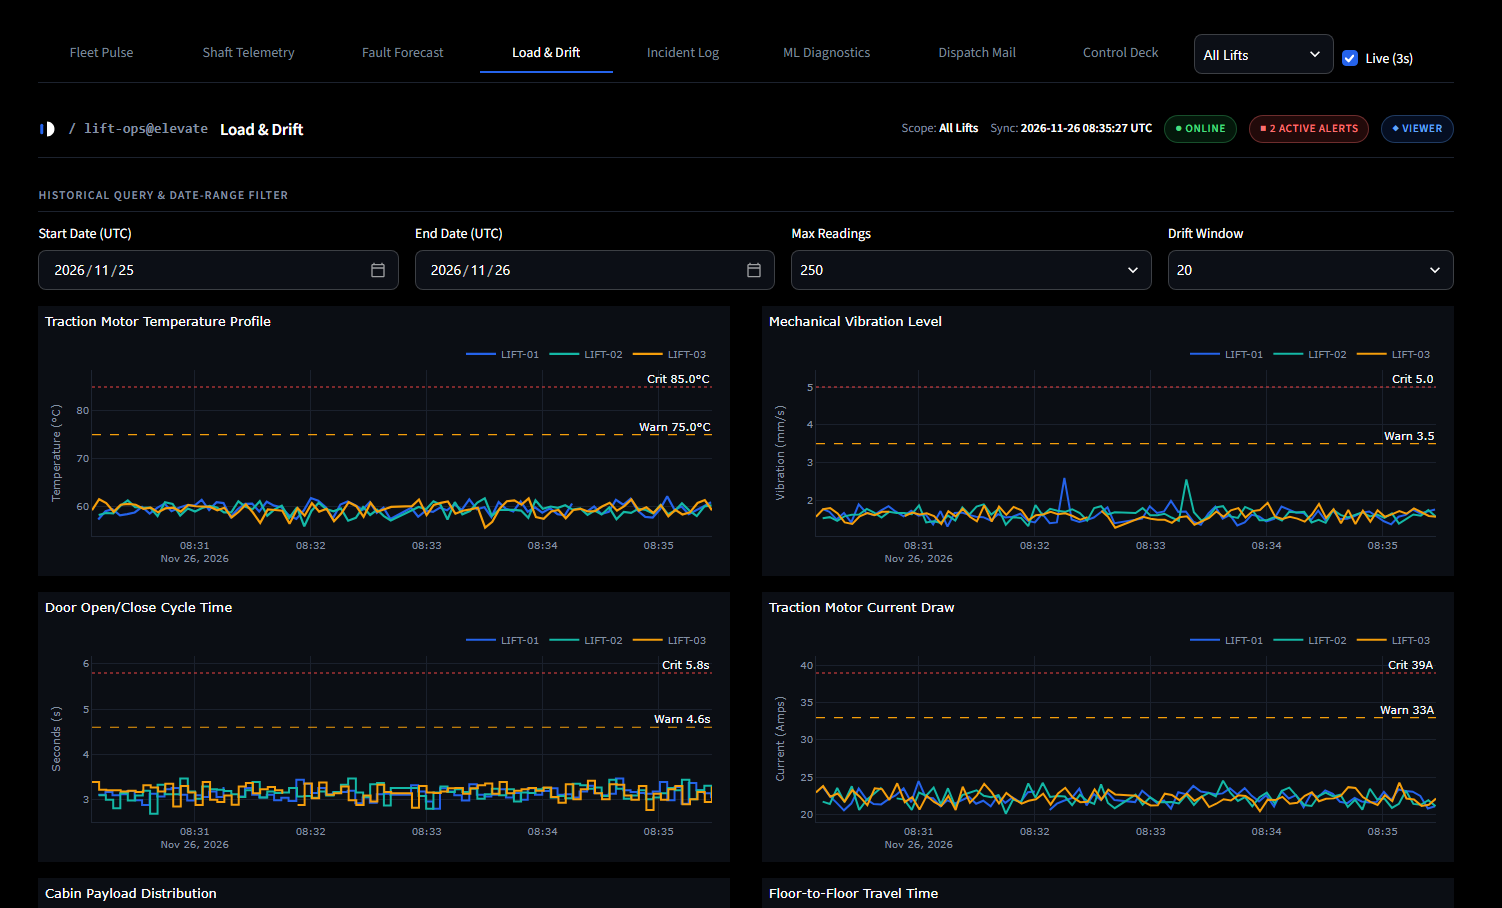 Fleet Pulse Shaft Telemetry Fault Forecast Load & Drift Incident Log ML Diagnostics Dispatch Mail Control Deck All Lifts Live (3s)
/ lift-ops@elevate Load & Drift Scope: All Lifts Sync: 2026-11-26 08:35:27 UTC ONLINE 2 ACTIVE ALERTS VIEWER
HISTORICAL QUERY & DATE-RANGE FILTER
Start Date (UTC) End Date (UTC) Max Readings Drift Window
2026/11/25 2026/11/26 250 20
Traction Motor Temperature Profile
LIFT-01 LIFT-02 LIFT-03
Crit 85.0°C
80
Warn 75.0°C
70
60
Temperature (°C)
08:31 08:32 08:33 08:34 08:35
Nov 26, 2026
Mechanical Vibration Level
LIFT-01 LIFT-02 LIFT-03
Crit 5.0
5
4
Warn 3.5
3
2
Vibration (mm/s)
08:31 08:32 08:33 08:34 08:35
Nov 26, 2026
Door Open/Close Cycle Time
LIFT-01 LIFT-02 LIFT-03
6
Crit 5.8s
5
Warn 4.6s
4
3
Seconds (s)
08:31 08:32 08:33 08:34 08:35
Nov 26, 2026
Traction Motor Current Draw
LIFT-01 LIFT-02 LIFT-03
40
Crit 39A
35
Warn 33A
30
25
20
Current (Amps)
08:31 08:32 08:33 08:34 08:35
Nov 26, 2026
Cabin Payload Distribution
Floor-to-Floor Travel Time